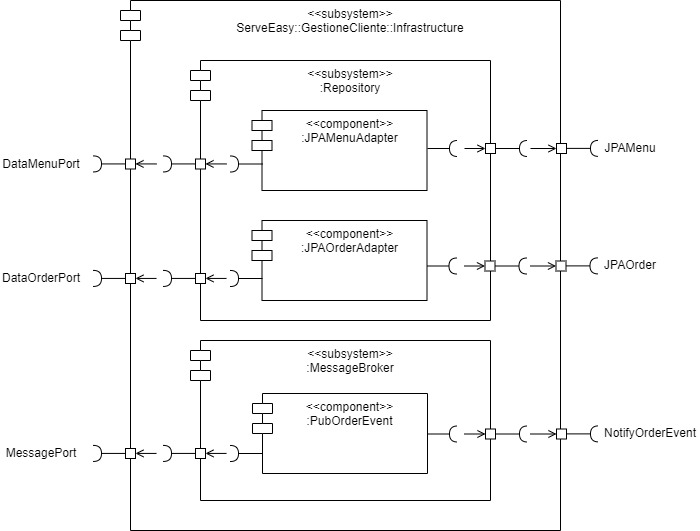 <<subsystem>>
ServeEasy::GestioneCliente::Infrastructure
<<subsystem>>
:Repository
<<component>>
:JPAMenuAdapter
DataMenuPort
JPAMenu
<<component>>
:JPAOrderAdapter
DataOrderPort
JPAOrder
<<subsystem>>
:MessageBroker
<<component>>
:PubOrderEvent
MessagePort
NotifyOrderEvent